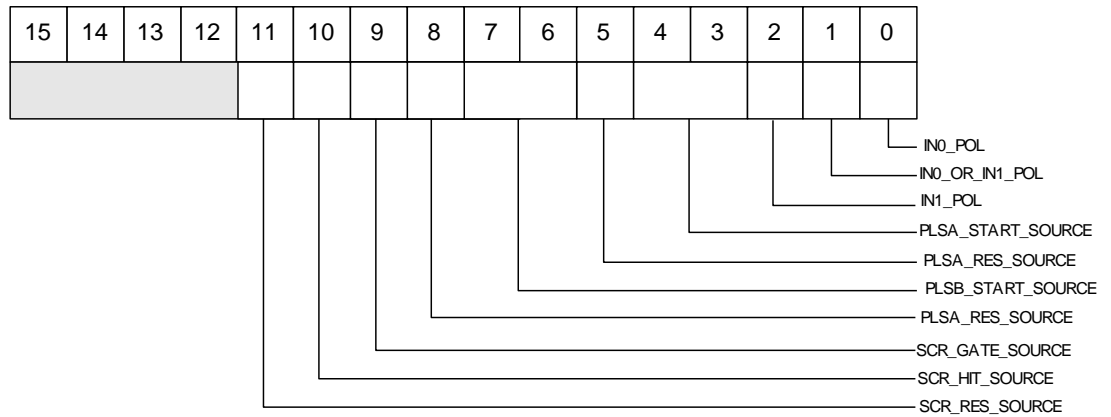 15 14 13 12 11 10 9 8 7 6 5 4 3 2 1 0
IN0_POL
IN0_OR_IN1_POL
IN1_POL
PLSA_START_SOURCE
PLSA_RES_SOURCE
PLSB_START_SOURCE
PLSA_RES_SOURCE
SCR_GATE_SOURCE
SCR_HIT_SOURCE
SCR_RES_SOURCE